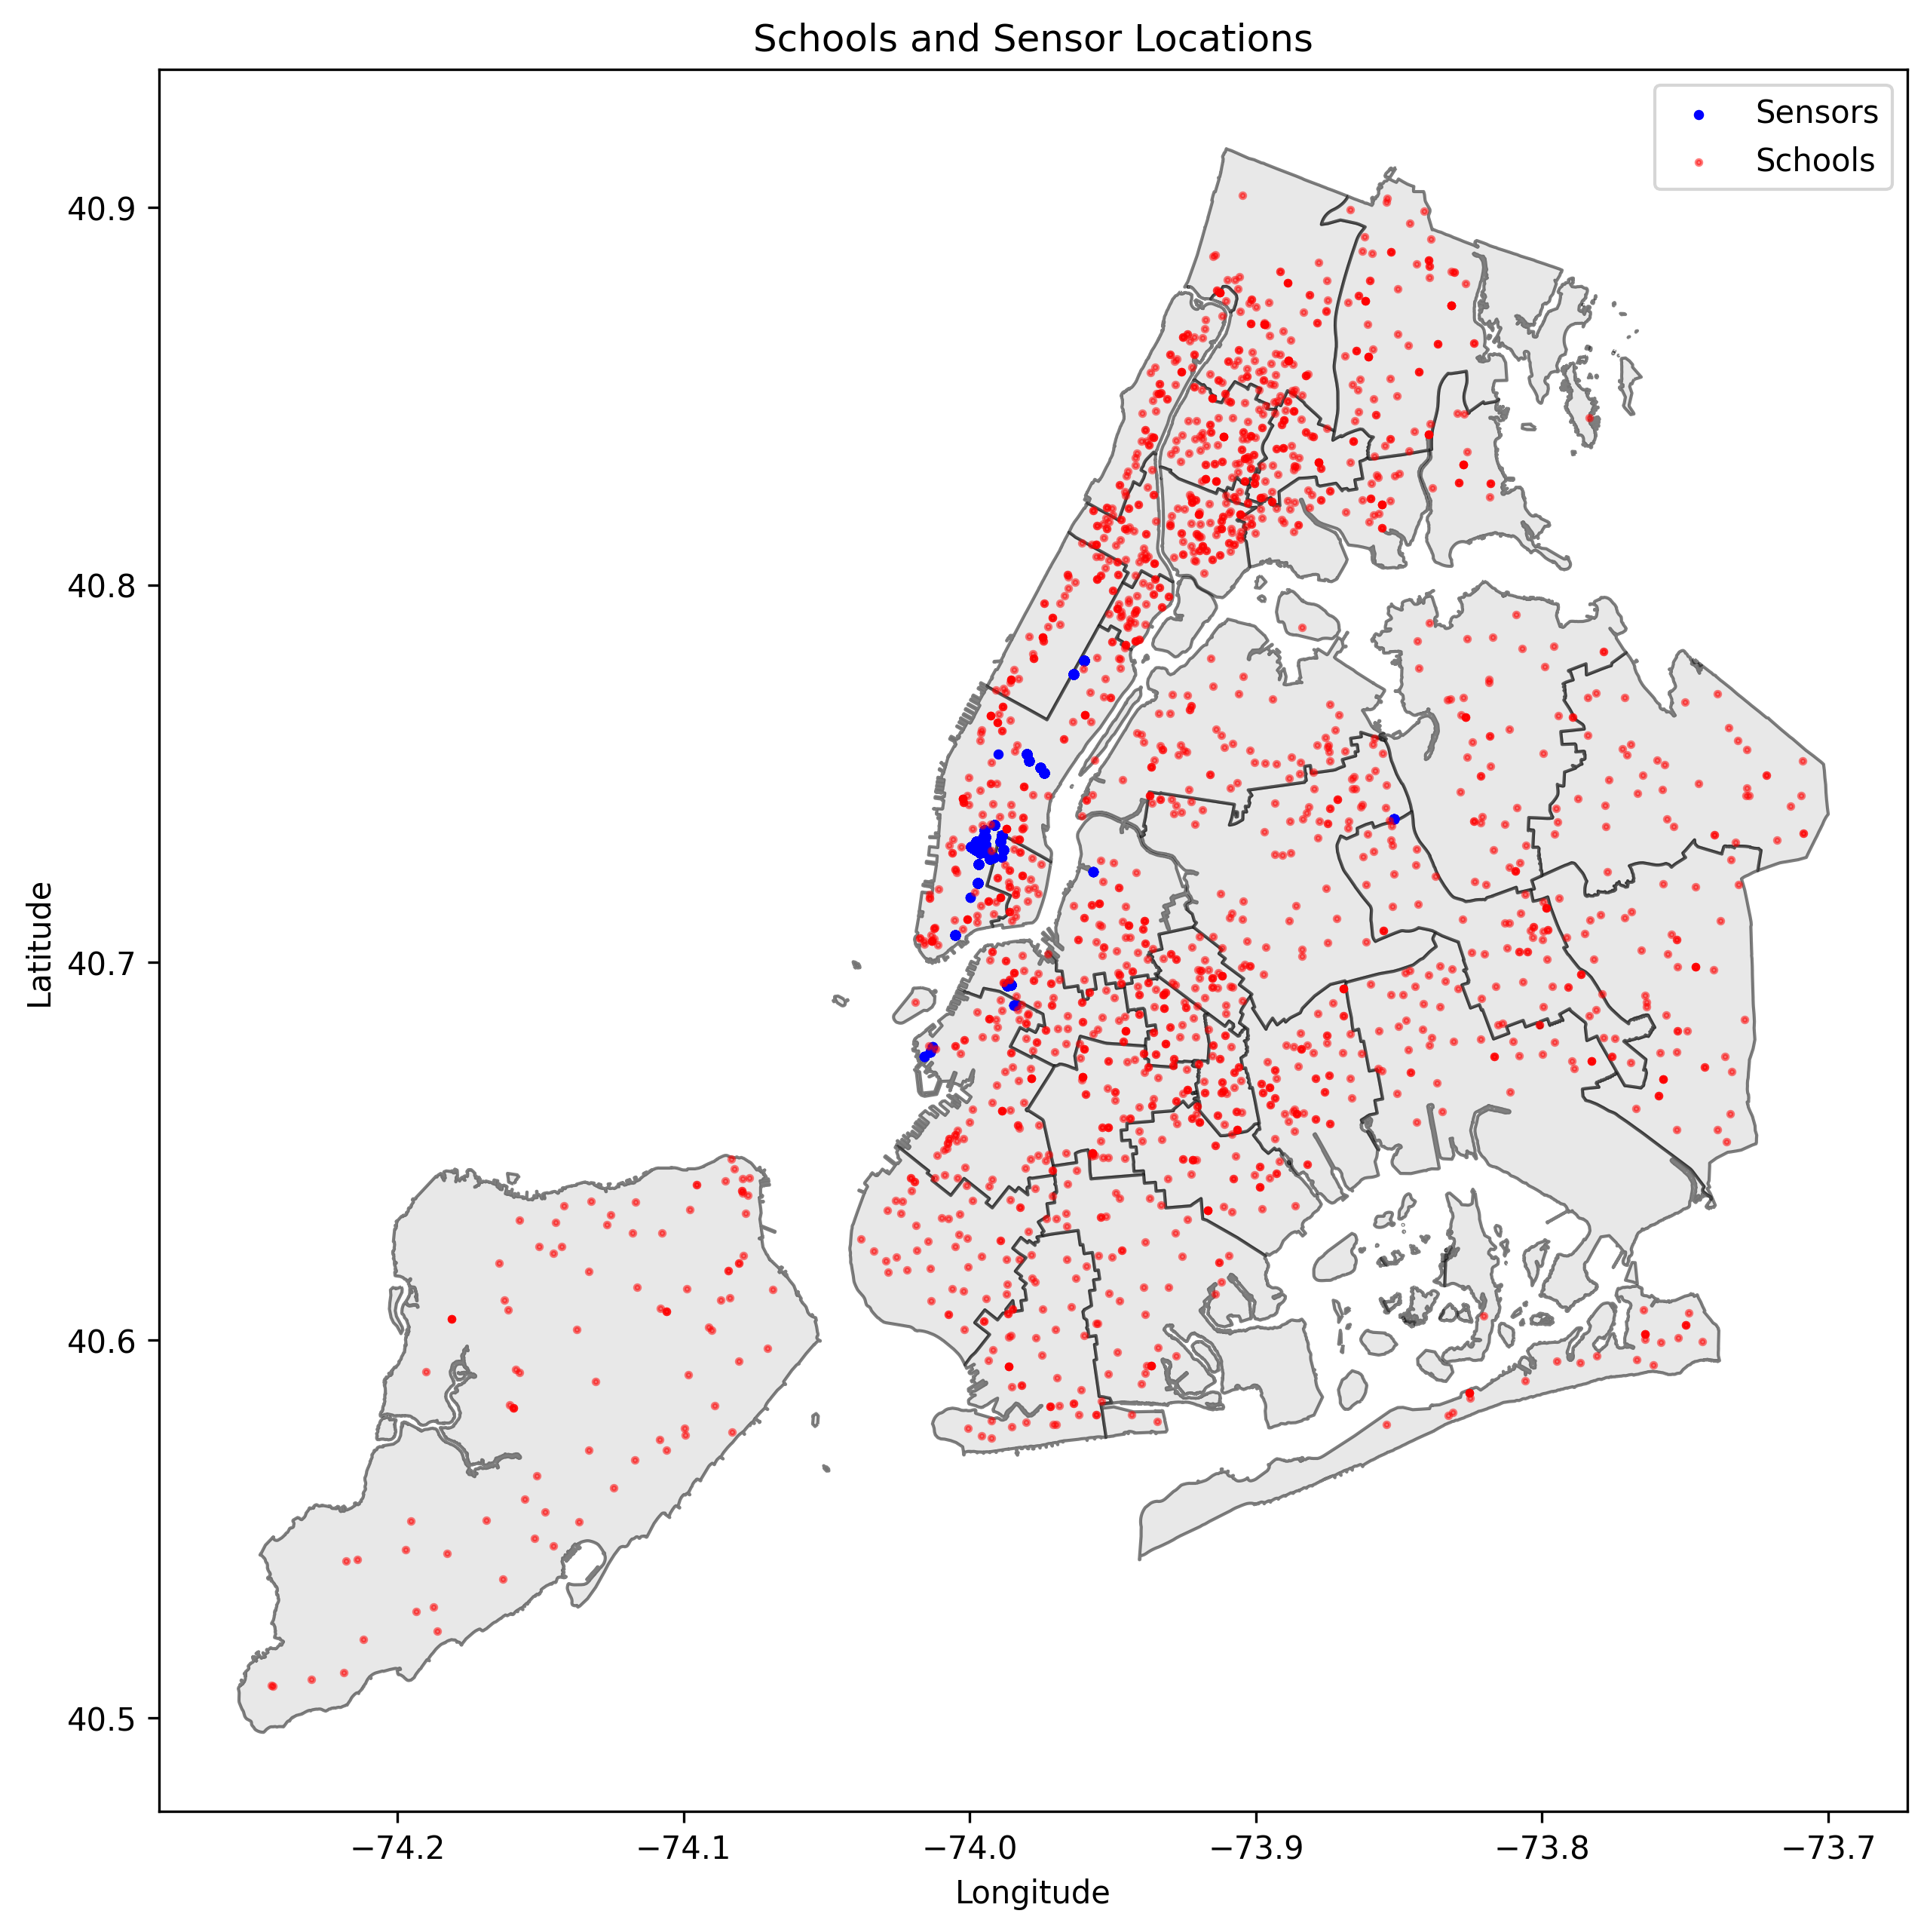 Schools and Sensor Locations
Sensors
Schools
40.9
40.8
40.7
40.6
40.5
Latitude
−74.2
−74.1
−74.0
−73.9
−73.8
−73.7
Longitude